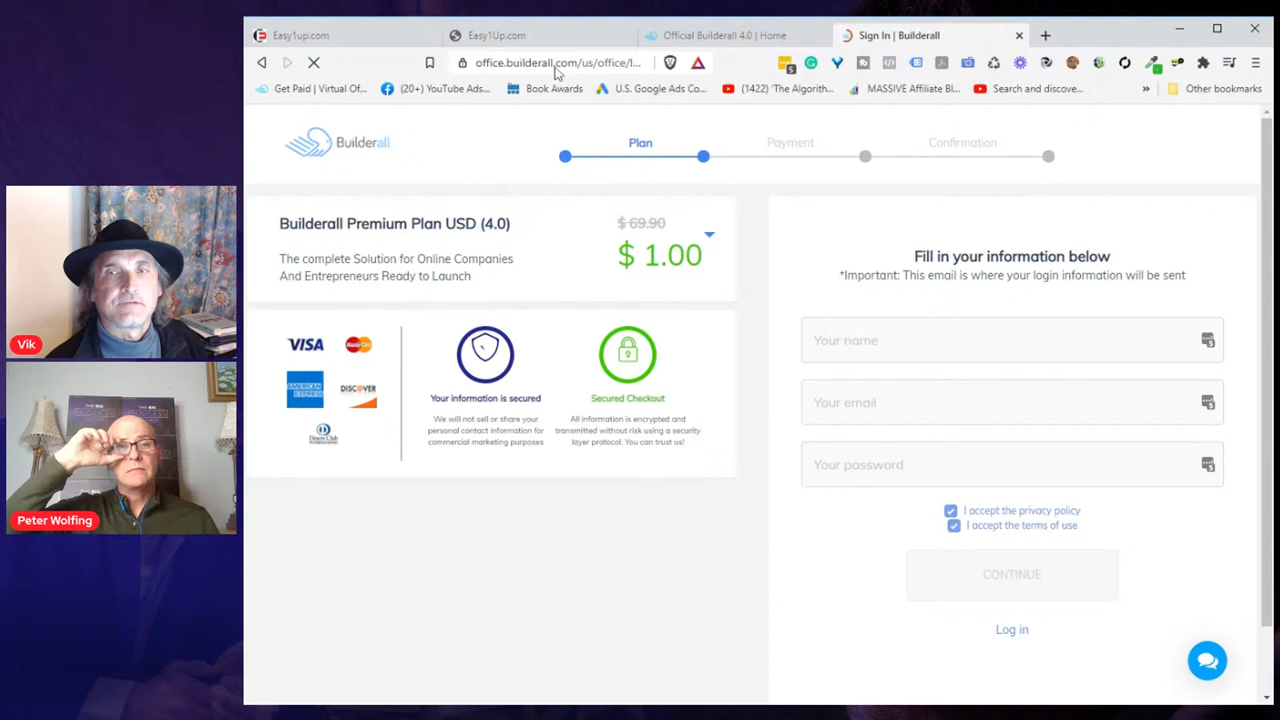 Easy1up.com
Easy1Up.com
Official Builderall 4.0 | Home
Sign In | Builderall
office.builderall.com/us/office/l...
5
Get Paid | Virtual Of...
(20+) YouTube Ads...
Book Awards
U.S. Google Ads Co...
(1422) 'The Algorith...
MASSIVE Affiliate Bl...
Search and discove...
Other bookmarks
Builderall
Plan
Payment
Confirmation
Builderall Premium Plan USD (4.0)
$ 69.90
$ 1.00
The complete Solution for Online Companies
And Entrepreneurs Ready to Launch
VISA
MasterCard
AMERICAN EXPRESS
DISCOVER
Diners Club
Your information is secured
We will not sell or share your
personal contact information for
commercial marketing purposes
Secured Checkout
All information is encrypted and
transmitted without risk using a security
layer protocol. You can trust us!
Fill in your information below
*Important: This email is where your login information will be sent
Your name
Your email
Your password
I accept the privacy policy
I accept the terms of use
CONTINUE
Log in
Vik
Peter Wolfing